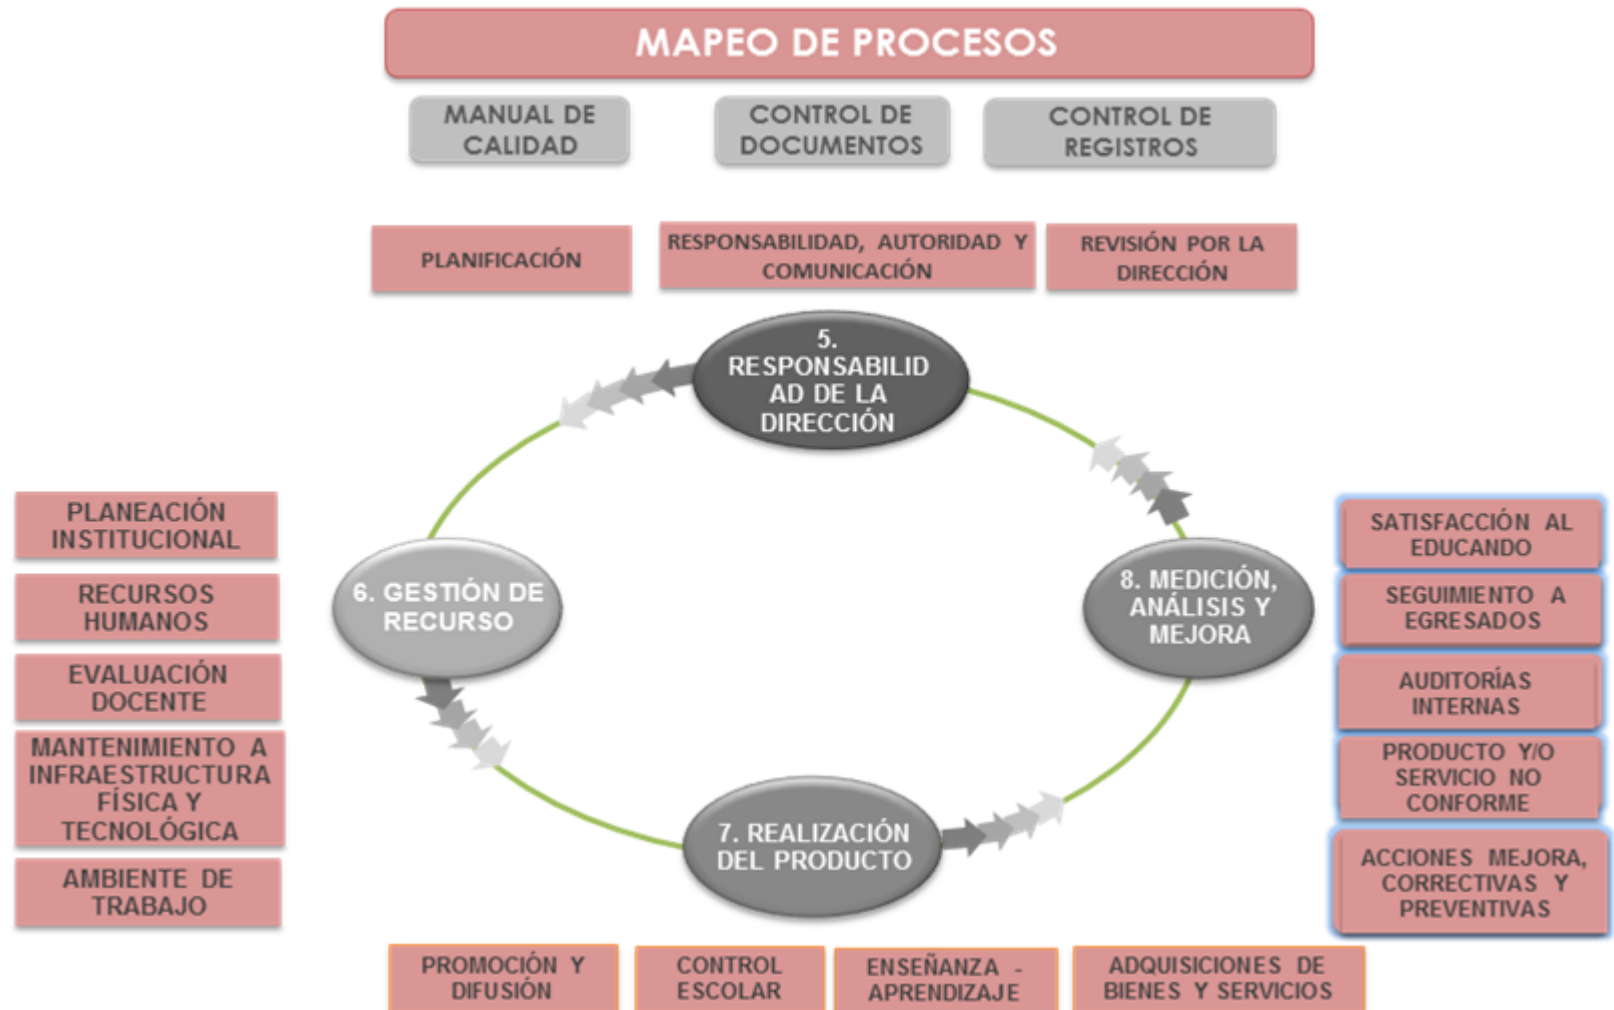 MAPEO DE PROCESOS
MANUAL DE
CALIDAD
CONTROL DE
DOCUMENTOS
CONTROL DE
REGISTROS
PLANIFICACIÓN
RESPONSABILIDAD, AUTORIDAD Y
COMUNICACIÓN
REVISIÓN POR LA
DIRECCIÓN
5.
RESPONSABILID
AD DE LA
DIRECCIÓN
PLANEACIÓN
INSTITUCIONAL
RECURSOS
HUMANOS
EVALUACIÓN
DOCENTE
MANTENIMIENTO A
INFRAESTRUCTURA
FÍSICA Y
TECNOLÓGICA
AMBIENTE DE
TRABAJO
6. GESTIÓN DE
RECURSO
8. MEDICIÓN,
ANÁLISIS Y
MEJORA
SATISFACCIÓN AL
EDUCANDO
SEGUIMIENTO A
EGRESADOS
AUDITORÍAS
INTERNAS
PRODUCTO Y/O
SERVICIO NO
CONFORME
ACCIONES MEJORA,
CORRECTIVAS Y
PREVENTIVAS
7. REALIZACIÓN
DEL PRODUCTO
PROMOCIÓN Y
DIFUSIÓN
CONTROL
ESCOLAR
ENSEÑANZA -
APRENDIZAJE
ADQUISICIONES DE
BIENES Y SERVICIOS